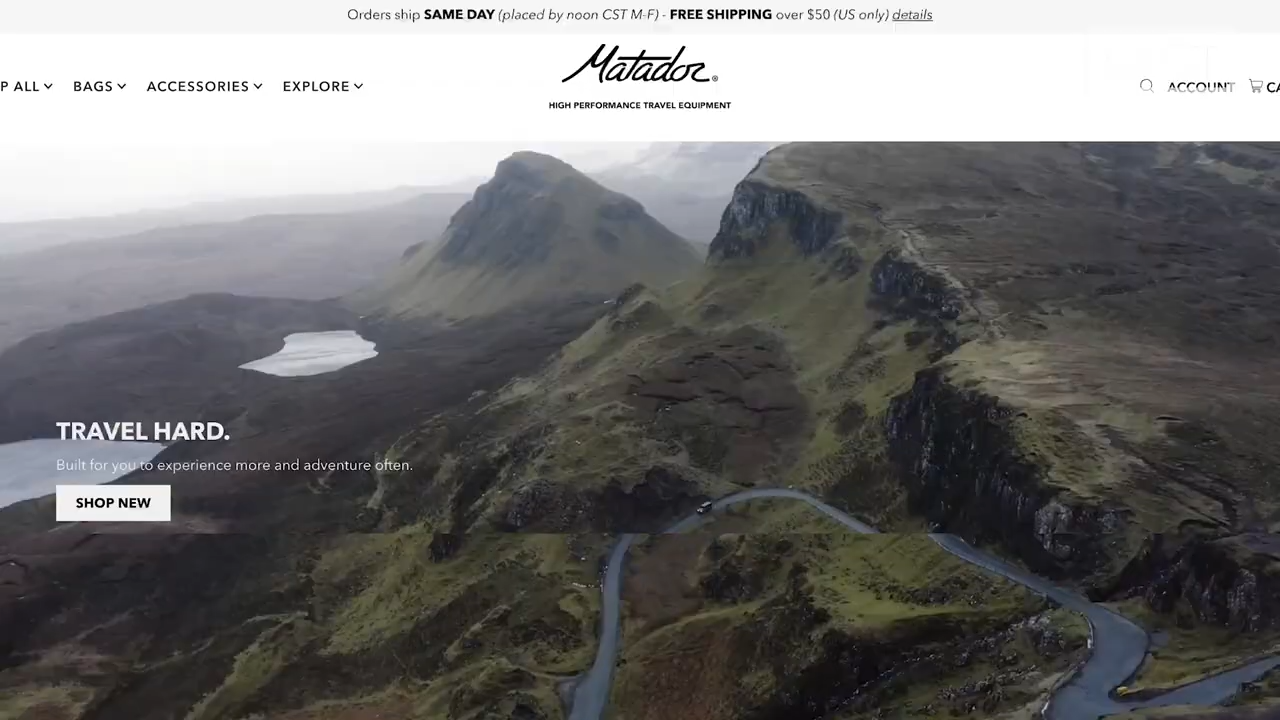 Orders ship SAME DAY (placed by noon CST M-F) - FREE SHIPPING over $50 (US only) details
Matador®
HIGH PERFORMANCE TRAVEL EQUIPMENT
P ALL BAGS ACCESSORIES EXPLORE ACCOUNT CA
TRAVEL HARD.
Built for you to experience more and adventure often.
SHOP NEW